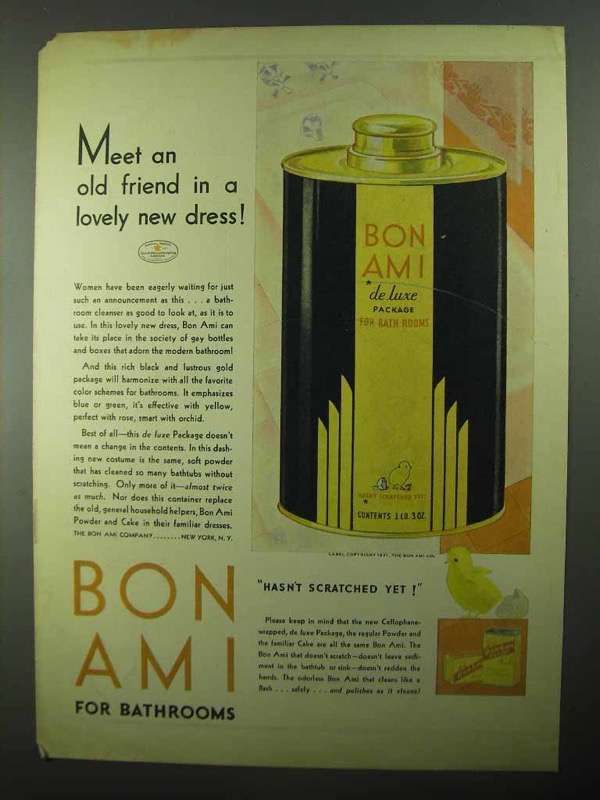 Meet an
old friend in a
lovely new dress!
Women have been eagerly waiting for just
such an announcement as this . . . a bath-
room cleanser as good to look at, as it is to
use. In this lovely new dress, Bon Ami can
take its place in the society of gay bottles
and boxes that adorn the modern bathroom!
And this rich black and lustrous gold
package will harmonize with all the favorite
color schemes for bathrooms. It emphasizes
blue or green, it's effective with yellow,
perfect with rose, smart with orchid.
Best of all—this de luxe Package doesn't
mean a change in the contents. In this dash-
ing new costume is the same, soft powder
that has cleaned so many bathtubs without
scratching. Only more of it—almost twice
as much. Nor does this container replace
the old, general household helpers, Bon Ami
Powder and Cake in their familiar dresses.
THE BON AMI COMPANY........NEW YORK, N. Y.
BON
AMI
FOR BATHROOMS
BON
AMI
de luxe
PACKAGE
FOR BATH ROOMS
HASN'T SCRATCHED YET!
CONTENTS 1 LB. 3 OZ.
LABEL COPYRIGHT 1931, THE BON AMI CO.
"HASN'T SCRATCHED YET!"
Please keep in mind that the new Cellophane-
wrapped, de luxe Package, the regular Powder and
the familiar Cake are all the same Bon Ami. The
Bon Ami that doesn't scratch—doesn't leave sedi-
ment in the bathtub or sink—doesn't redden the
hands. The odorless Bon Ami that cleans like a
flash . . . safely . . . and polishes as it cleans!